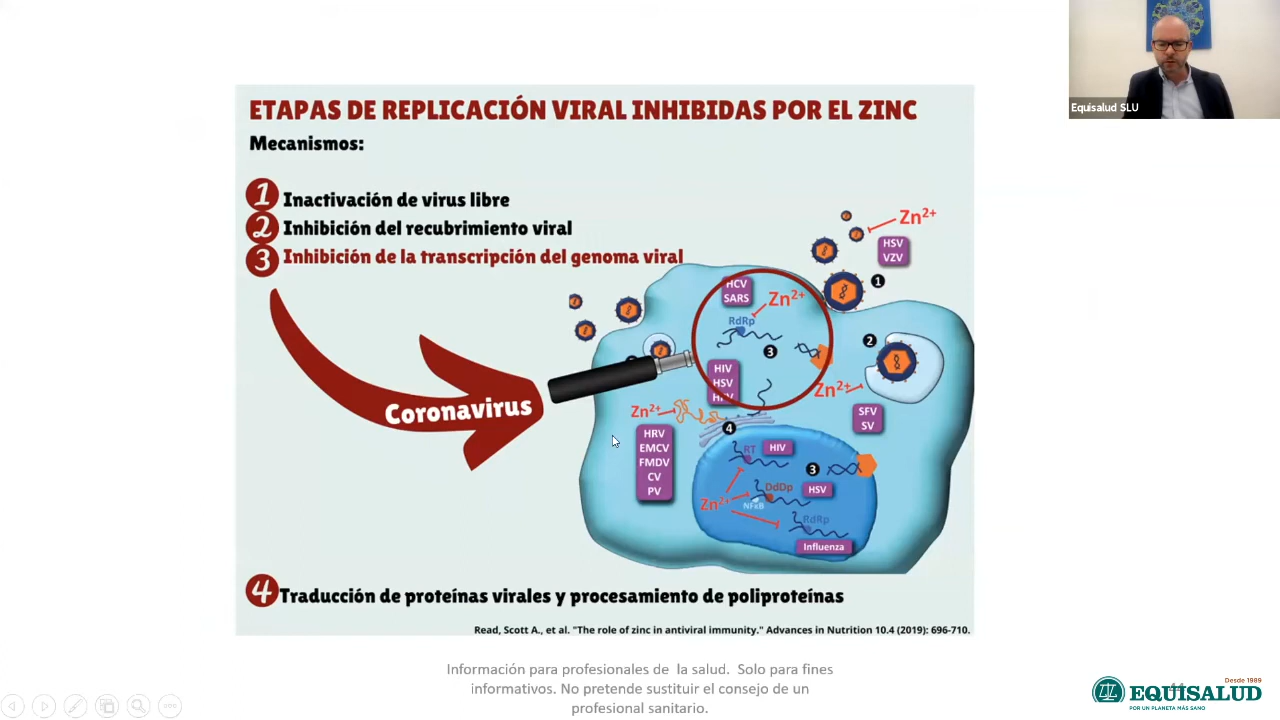 Equisalud SLU
ETAPAS DE REPLICACIÓN VIRAL INHIBIDAS POR EL ZINC
Mecanismos:
1 Inactivación de virus libre
2 Inhibición del recubrimiento viral
3 Inhibición de la transcripción del genoma viral
Coronavirus
Zn2+
HSV
VZV
1
HCV
SARS
Zn2+
RdRp
3
2
Zn2+
SFV
SV
HIV
HSV
Zn2+
4
HRV
EMCV
FMDV
CV
PV
RT
HIV
3
DdDp
HSV
Zn2+
NFκB
RdRp
Influenza
4 Traducción de proteínas virales y procesamiento de poliproteínas
Read, Scott A., et al. "The role of zinc in antiviral immunity." Advances in Nutrition 10.4 (2019): 696-710.
Información para profesionales de la salud. Solo para fines
informativos. No pretende sustituir el consejo de un
profesional sanitario.
Desde 1989
EQUISALUD
POR UN PLANETA MÁS SANO